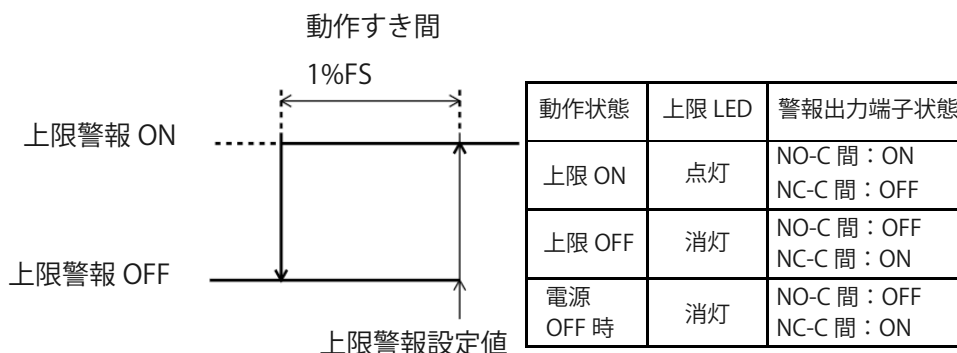 動作すき間
1%FS
上限警報 ON
上限警報 OFF
上限警報設定値
動作状態 上限 LED 警報出力端子状態
上限 ON 点灯 NO-C 間：ON
NC-C 間：OFF
上限 OFF 消灯 NO-C 間：OFF
NC-C 間：ON
電源
OFF 時 消灯 NO-C 間：OFF
NC-C 間：ON